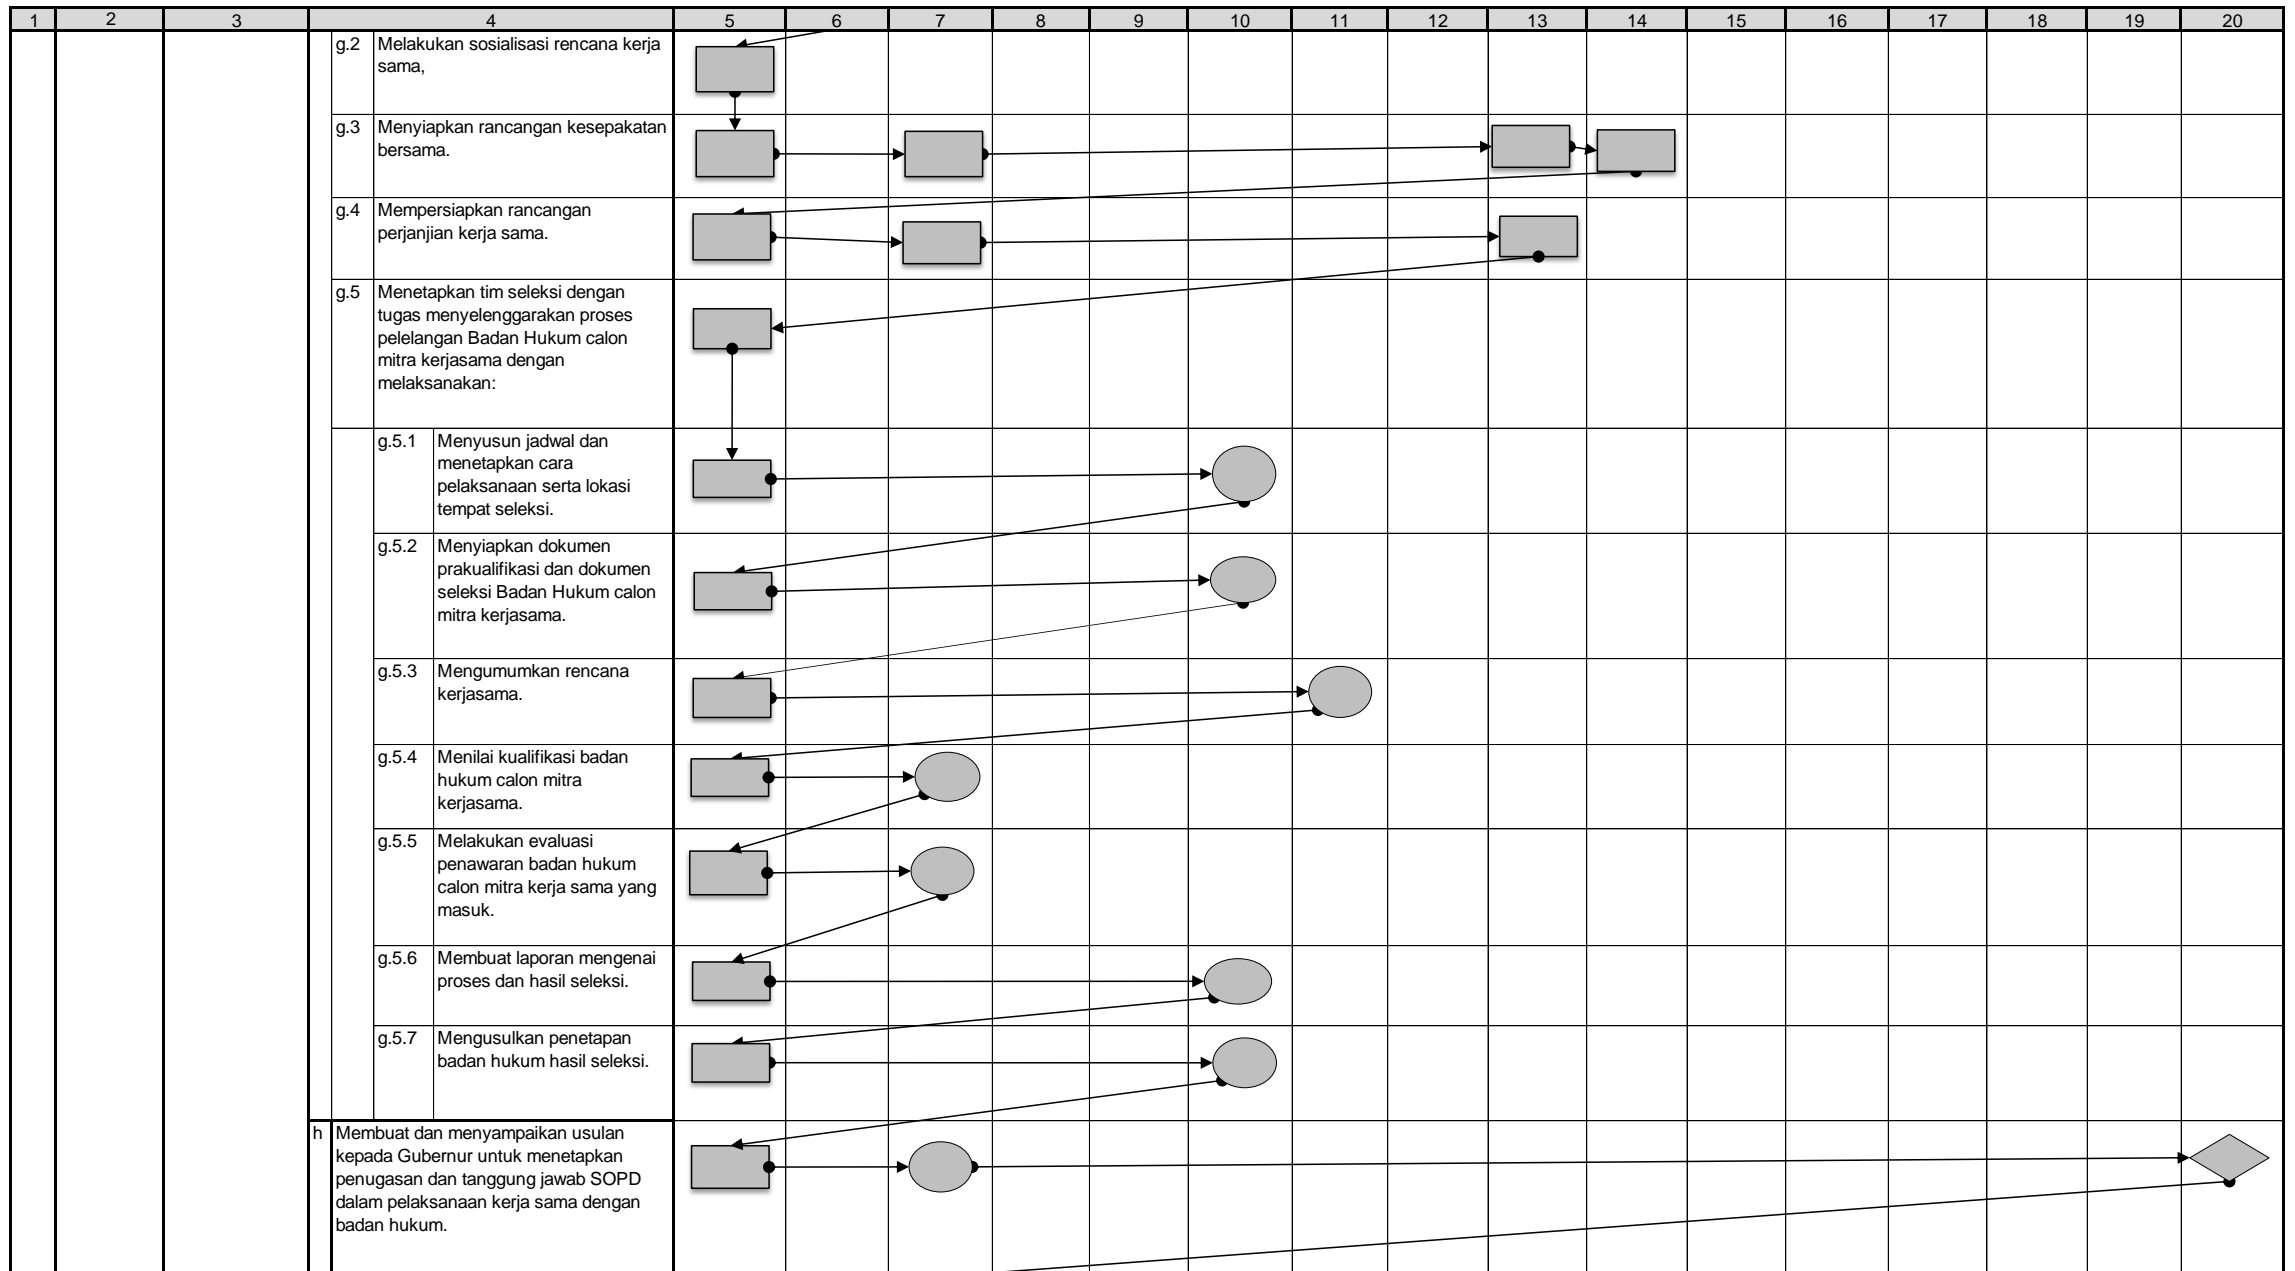 1 2 3 4 5 6 7 8 9 10 11 12 13 14 15 16 17 18 19 20
g.2 Melakukan sosialisasi rencana kerja
sama,
g.3 Menyiapkan rancangan kesepakatan
bersama.
g.4 Mempersiapkan rancangan
perjanjian kerja sama.
g.5 Menetapkan tim seleksi dengan
tugas menyelenggarakan proses
pelelangan Badan Hukum calon
mitra kerjasama dengan
melaksanakan:
g.5.1 Menyusun jadwal dan
menetapkan cara
pelaksanaan serta lokasi
tempat seleksi.
g.5.2 Menyiapkan dokumen
prakualifikasi dan dokumen
seleksi Badan Hukum calon
mitra kerjasama.
g.5.3 Mengumumkan rencana
kerjasama.
g.5.4 Menilai kualifikasi badan
hukum calon mitra
kerjasama.
g.5.5 Melakukan evaluasi
penawaran badan hukum
calon mitra kerja sama yang
masuk.
g.5.6 Membuat laporan mengenai
proses dan hasil seleksi.
g.5.7 Mengusulkan penetapan
badan hukum hasil seleksi.
h Membuat dan menyampaikan usulan
kepada Gubernur untuk menetapkan
penugasan dan tanggung jawab SOPD
dalam pelaksanaan kerja sama dengan
badan hukum.